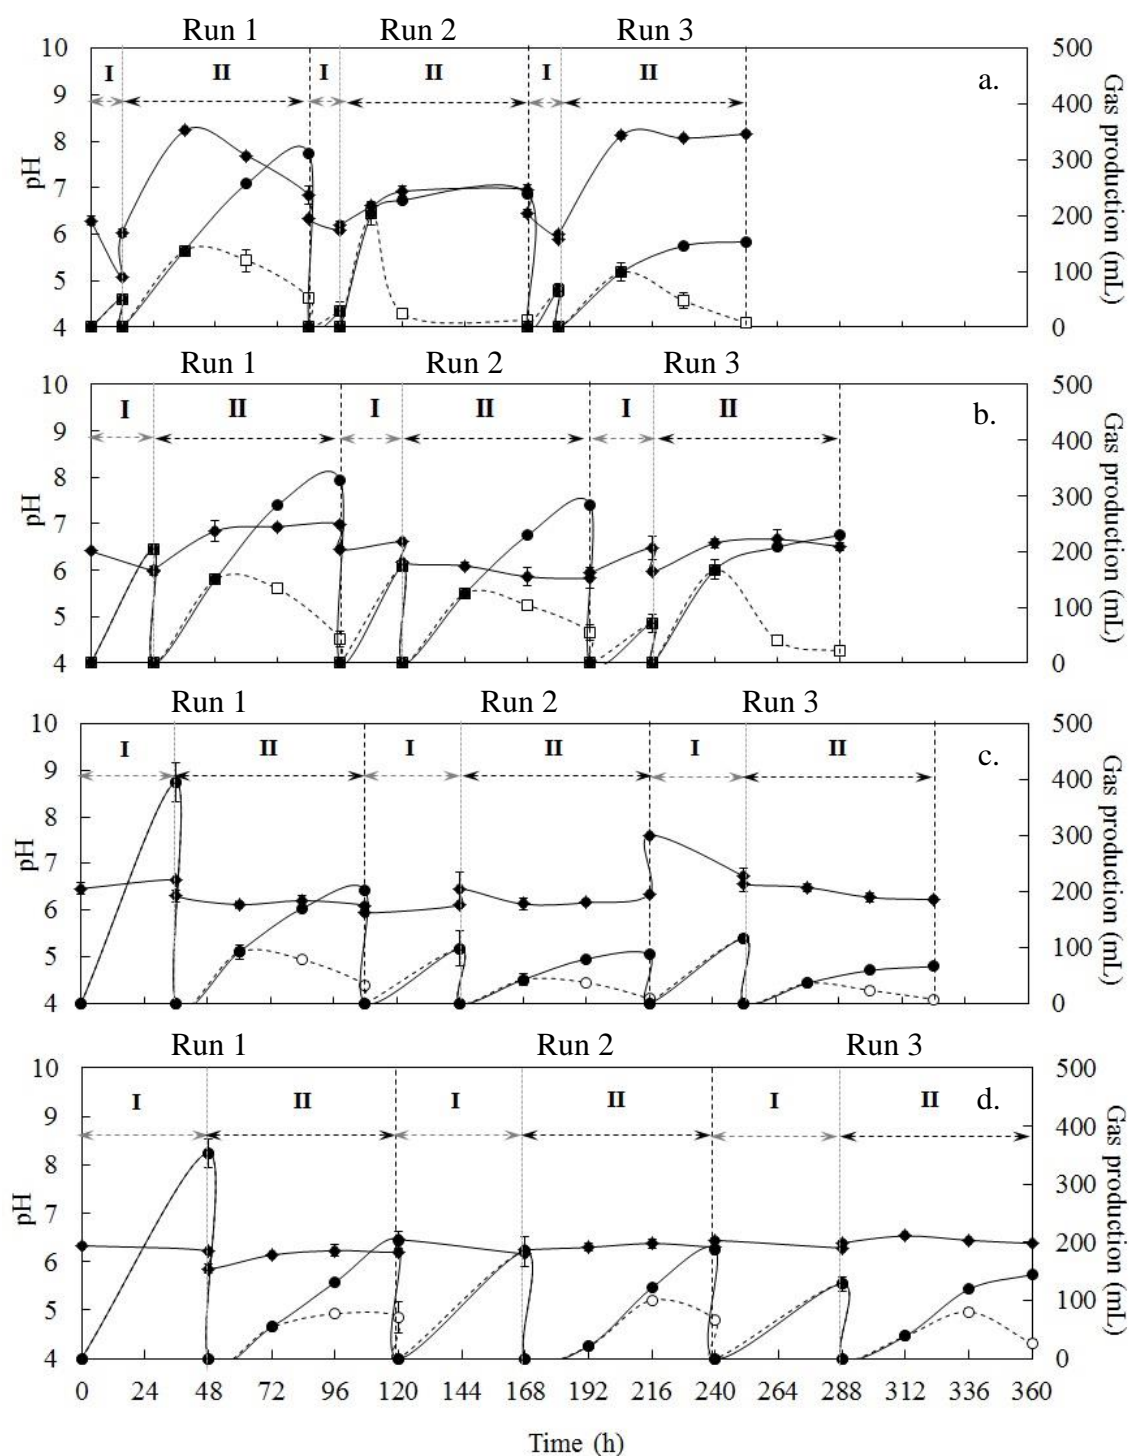 Run 1 Run 2 Run 3
10 500
I II I II I II a.
9
400
8
300
pH 7 Gas production (mL)
200
6
5 100
4 0
Run 1 Run 2 Run 3
10 500
I II I II I II b.
9
400
8
300
pH 7 Gas production (mL)
200
6
5 100
4 0
Run 1 Run 2 Run 3
10 500
I II I II I II c.
9
400
8
300
pH 7 Gas production (mL)
200
6
5 100
4 0
Run 1 Run 2 Run 3
10 500
I II I II I II d.
9
400
8
300
pH 7 Gas production (mL)
200
6
5 100
4 0
0 24 48 72 96 120 144 168 192 216 240 264 288 312 336 360
Time (h)